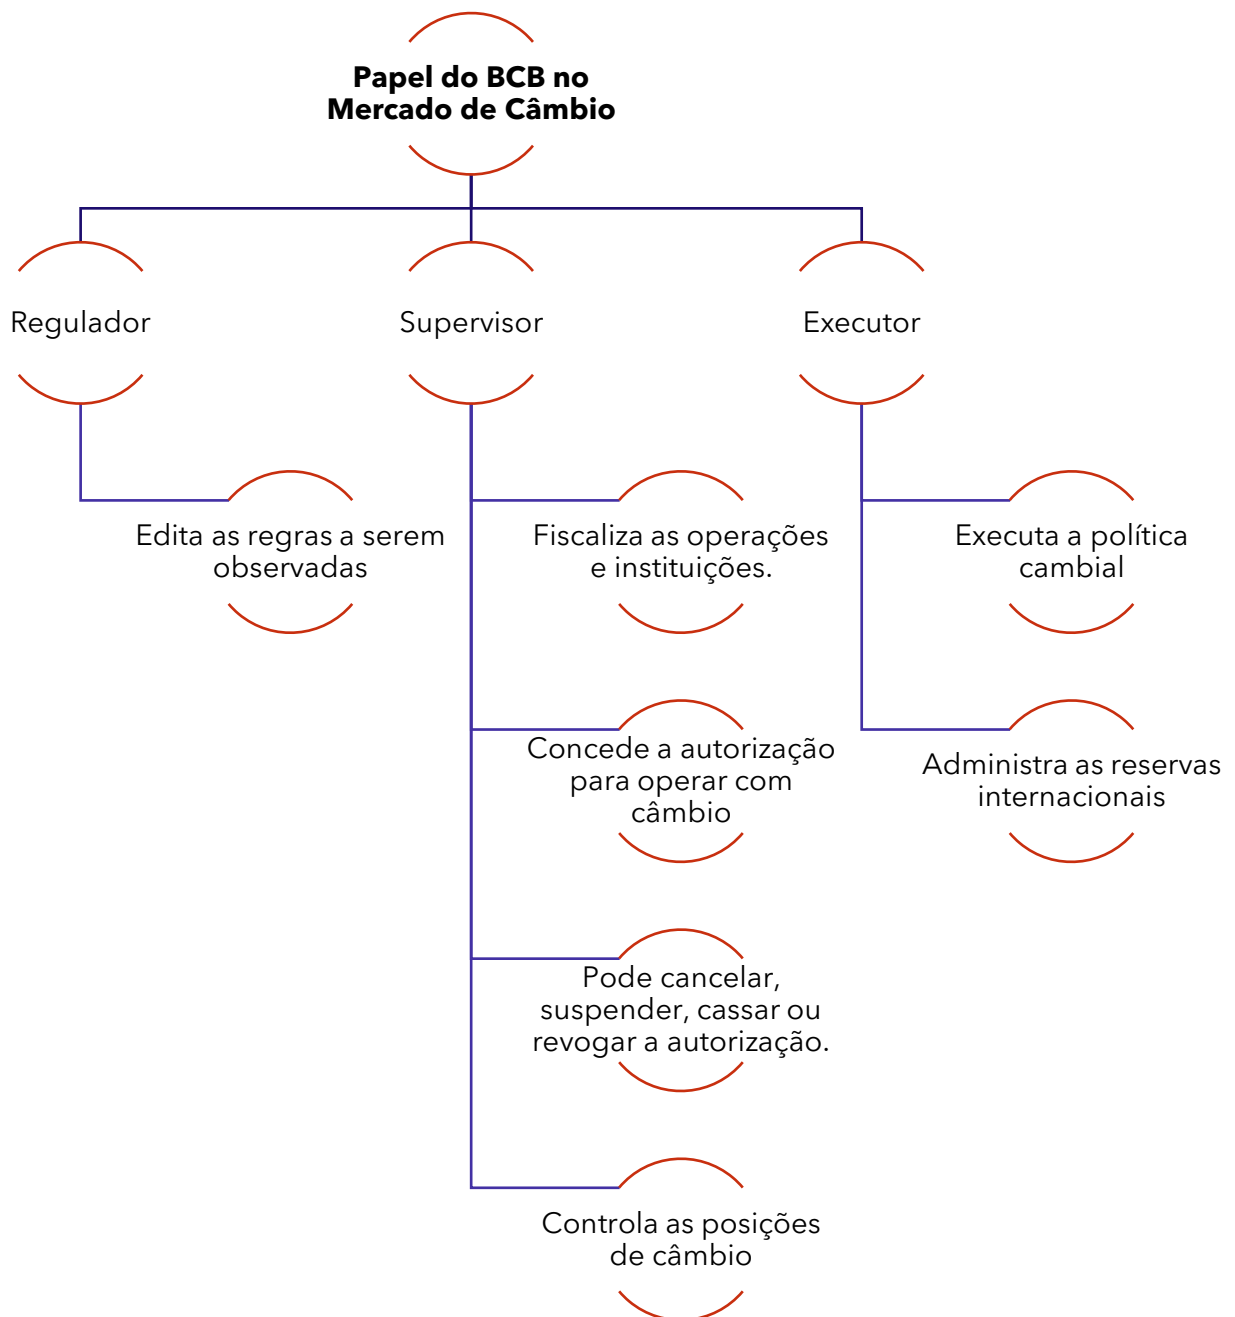 Papel do BCB no
Mercado de Câmbio
Regulador
Supervisor
Executor
Edita as regras a serem
observadas
Fiscaliza as operações
e instituições.
Executa a política
cambial
Concede a autorização
para operar com
câmbio
Administra as reservas
internacionais
Pode cancelar,
suspender, cassar ou
revogar a autorização.
Controla as posições
de câmbio